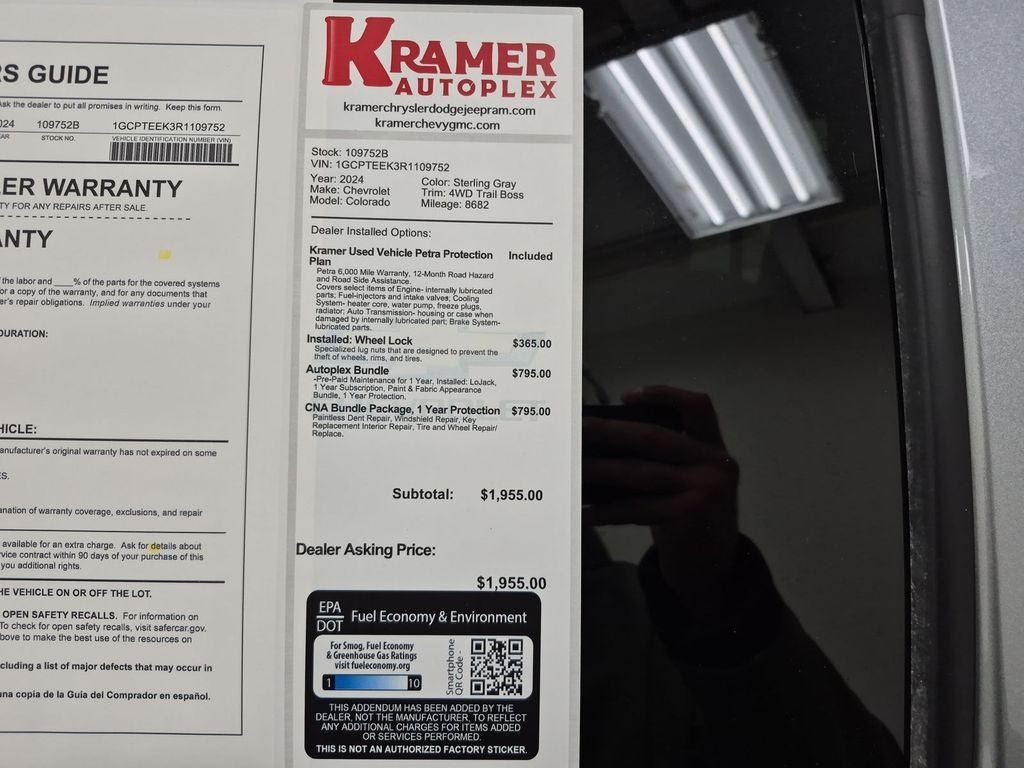 RS GUIDE
Ask the dealer to put all promises in writing. Keep this form.
024 109752B 1GCPTEEK3R1109752
AR STOCK NO. VEHICLE IDENTIFICATION NUMBER (VIN)
ER WARRANTY
TY FOR ANY REPAIRS AFTER SALE.
ANTY
the labor and ____% of the parts for the covered systems
or a copy of the warranty, and for any documents that
er's repair obligations. Implied warranties under your
DURATION:
HICLE:
anufacturer's original warranty has not expired on some
ES.
anation of warranty coverage, exclusions, and repair
available for an extra charge. Ask for details about
vice contract within 90 days of your purchase of this
you additional rights.
HE VEHICLE ON OR OFF THE LOT.
OPEN SAFETY RECALLS. For information on
To check for open safety recalls, visit safercar.gov.
bove to make the best use of the resources on
cluding a list of major defects that may occur in
una copia de la Guía del Comprador en español.
KRAMER
AUTOPLEX
kramerchryslerdodgejeepram.com
kramerchevygmc.com
Stock: 109752B
VIN: 1GCPTEEK3R1109752
Year: 2024 Color: Sterling Gray
Make: Chevrolet Trim: 4WD Trail Boss
Model: Colorado Mileage: 8682
Dealer Installed Options:
Kramer Used Vehicle Petra Protection Included
Plan
Petra 6,000 Mile Warranty, 12-Month Road Hazard
and Road Side Assistance.
Covers select items of Engine- internally lubricated
parts; Fuel-injectors and intake valves; Cooling
System- heater core, water pump, freeze plugs,
radiator; Auto Transmission- housing or case when
damaged by internally lubricated part; Brake System-
lubricated parts.
Installed: Wheel Lock $365.00
Specialized lug nuts that are designed to prevent the
theft of wheels, rims, and tires.
Autoplex Bundle $795.00
-Pre-Paid Maintenance for 1 Year, Installed: LoJack,
1 Year Subscription, Paint & Fabric Appearance
Bundle, 1 Year Protection.
CNA Bundle Package, 1 Year Protection $795.00
Paintless Dent Repair, Windshield Repair, Key
Replacement Interior Repair, Tire and Wheel Repair/
Replace.
Subtotal: $1,955.00
Dealer Asking Price:
$1,955.00
EPA
DOT Fuel Economy & Environment
For Smog, Fuel Economy
& Greenhouse Gas Ratings
visit fueleconomy.org
1 10
Smartphone
QR Code
THIS ADDENDUM HAS BEEN ADDED BY THE
DEALER, NOT THE MANUFACTURER, TO REFLECT
ANY ADDITIONAL CHARGES FOR ITEMS ADDED
OR SERVICES PERFORMED.
THIS IS NOT AN AUTHORIZED FACTORY STICKER.